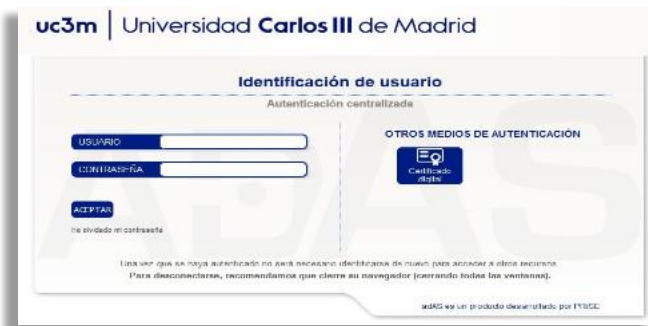 uc3m | Universidad Carlos III de Madrid
Identificación de usuario
Autenticación centralizada
USUARIO
CONTRASEÑA
ACEPTAR
He olvidado mi contraseña
OTROS MEDIOS DE AUTENTICACIÓN
Certificado
digital
Una vez que se haya autenticado no será necesario identificarse de nuevo para acceder a otros recursos.
Para desconectarse, recomendamos que cierre su navegador (cerrando todas las ventanas).
adAS es un producto desarrollado por PRiSE
adAS